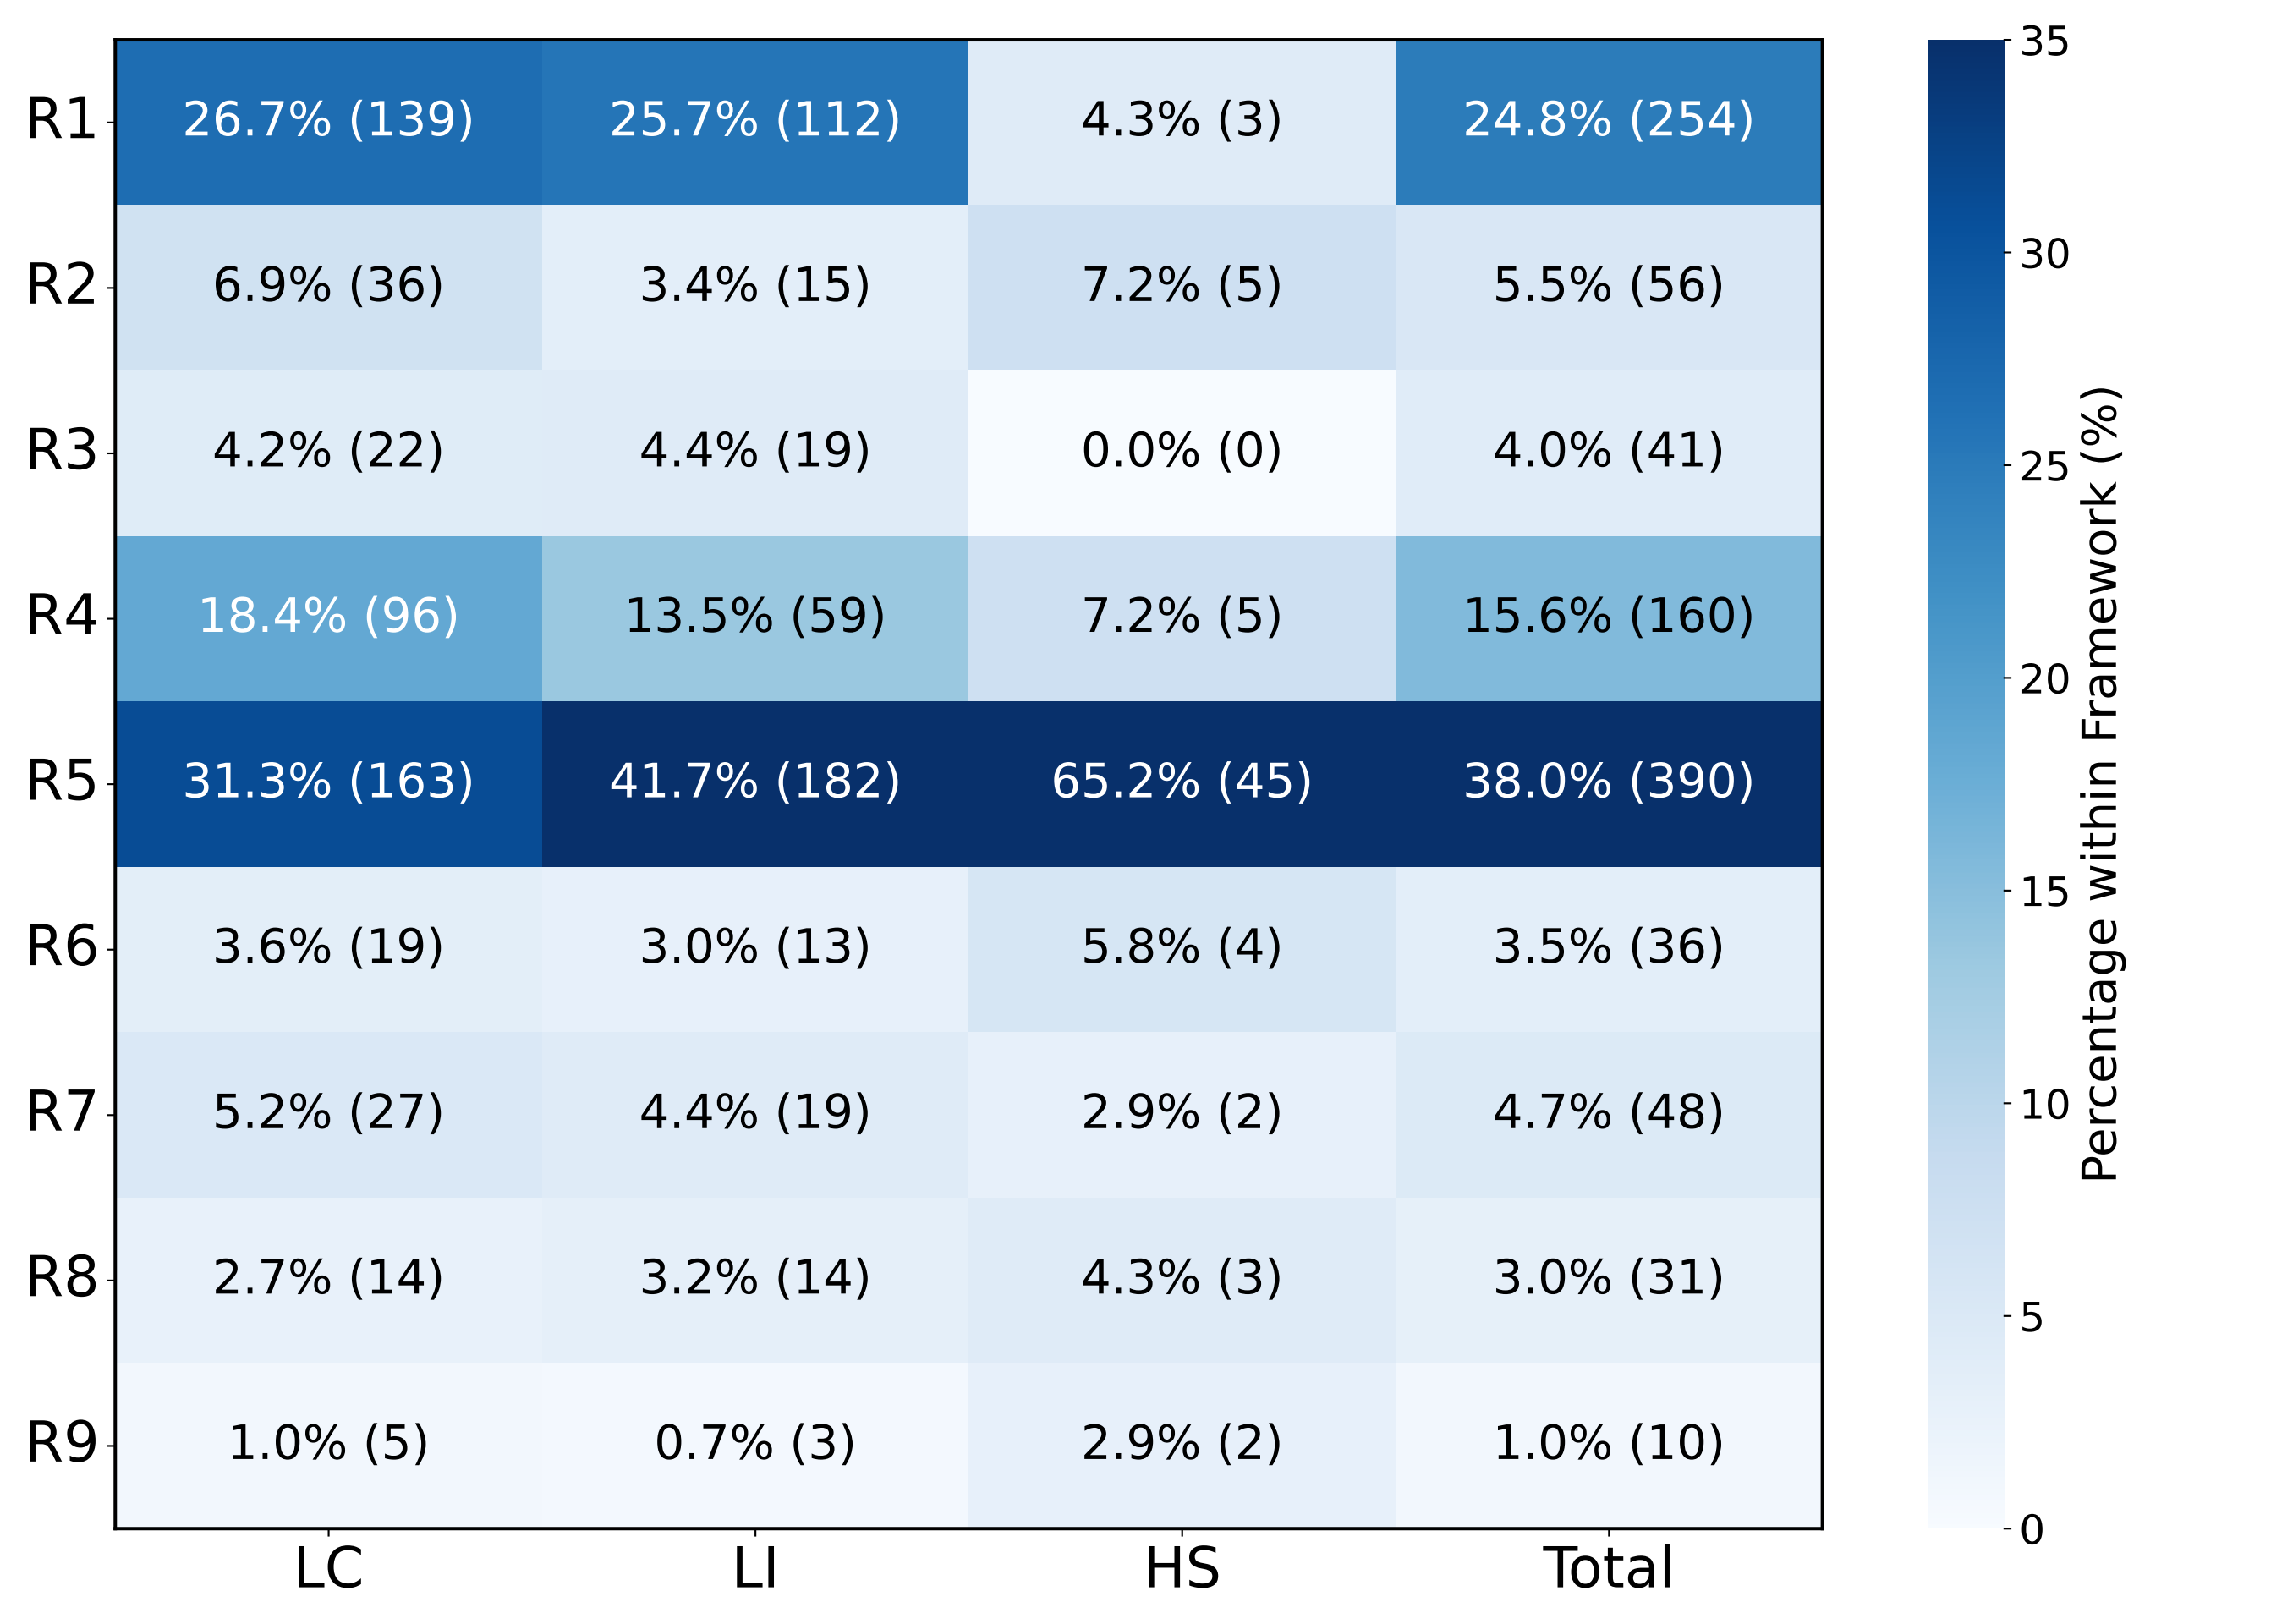 R1 26.7% (139) 25.7% (112) 4.3% (3) 24.8% (254)
R2 6.9% (36) 3.4% (15) 7.2% (5) 5.5% (56)
R3 4.2% (22) 4.4% (19) 0.0% (0) 4.0% (41)
R4 18.4% (96) 13.5% (59) 7.2% (5) 15.6% (160)
R5 31.3% (163) 41.7% (182) 65.2% (45) 38.0% (390)
R6 3.6% (19) 3.0% (13) 5.8% (4) 3.5% (36)
R7 5.2% (27) 4.4% (19) 2.9% (2) 4.7% (48)
R8 2.7% (14) 3.2% (14) 4.3% (3) 3.0% (31)
R9 1.0% (5) 0.7% (3) 2.9% (2) 1.0% (10)
LC LI HS Total
35
30
25
20
15
10
5
0
Percentage within Framework (%)